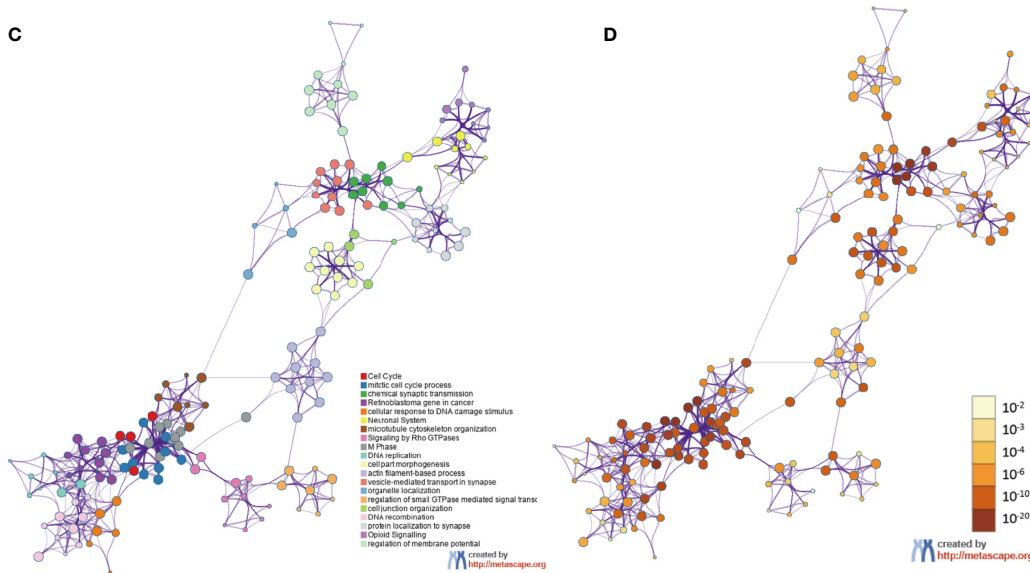 C
D
Cell Cycle
mitotic cell cycle process
chemical synaptic transmission
Retinoblastoma gene in cancer
cellular response to DNA damage stimulus
Neuronal System
microtubule cytoskeleton organization
Signaling by Rho GTPases
M Phase
DNA replication
cell part morphogenesis
actin filament-based process
vesicle-mediated transport in synapse
organelle localization
regulation of small GTPase mediated signal transc
cell junction organization
DNA recombination
protein localization to synapse
Opioid Signalling
regulation of membrane potential
created by
http://metascape.org
10-2
10-3
10-4
10-6
10-10
10-20
created by
http://metascape.org